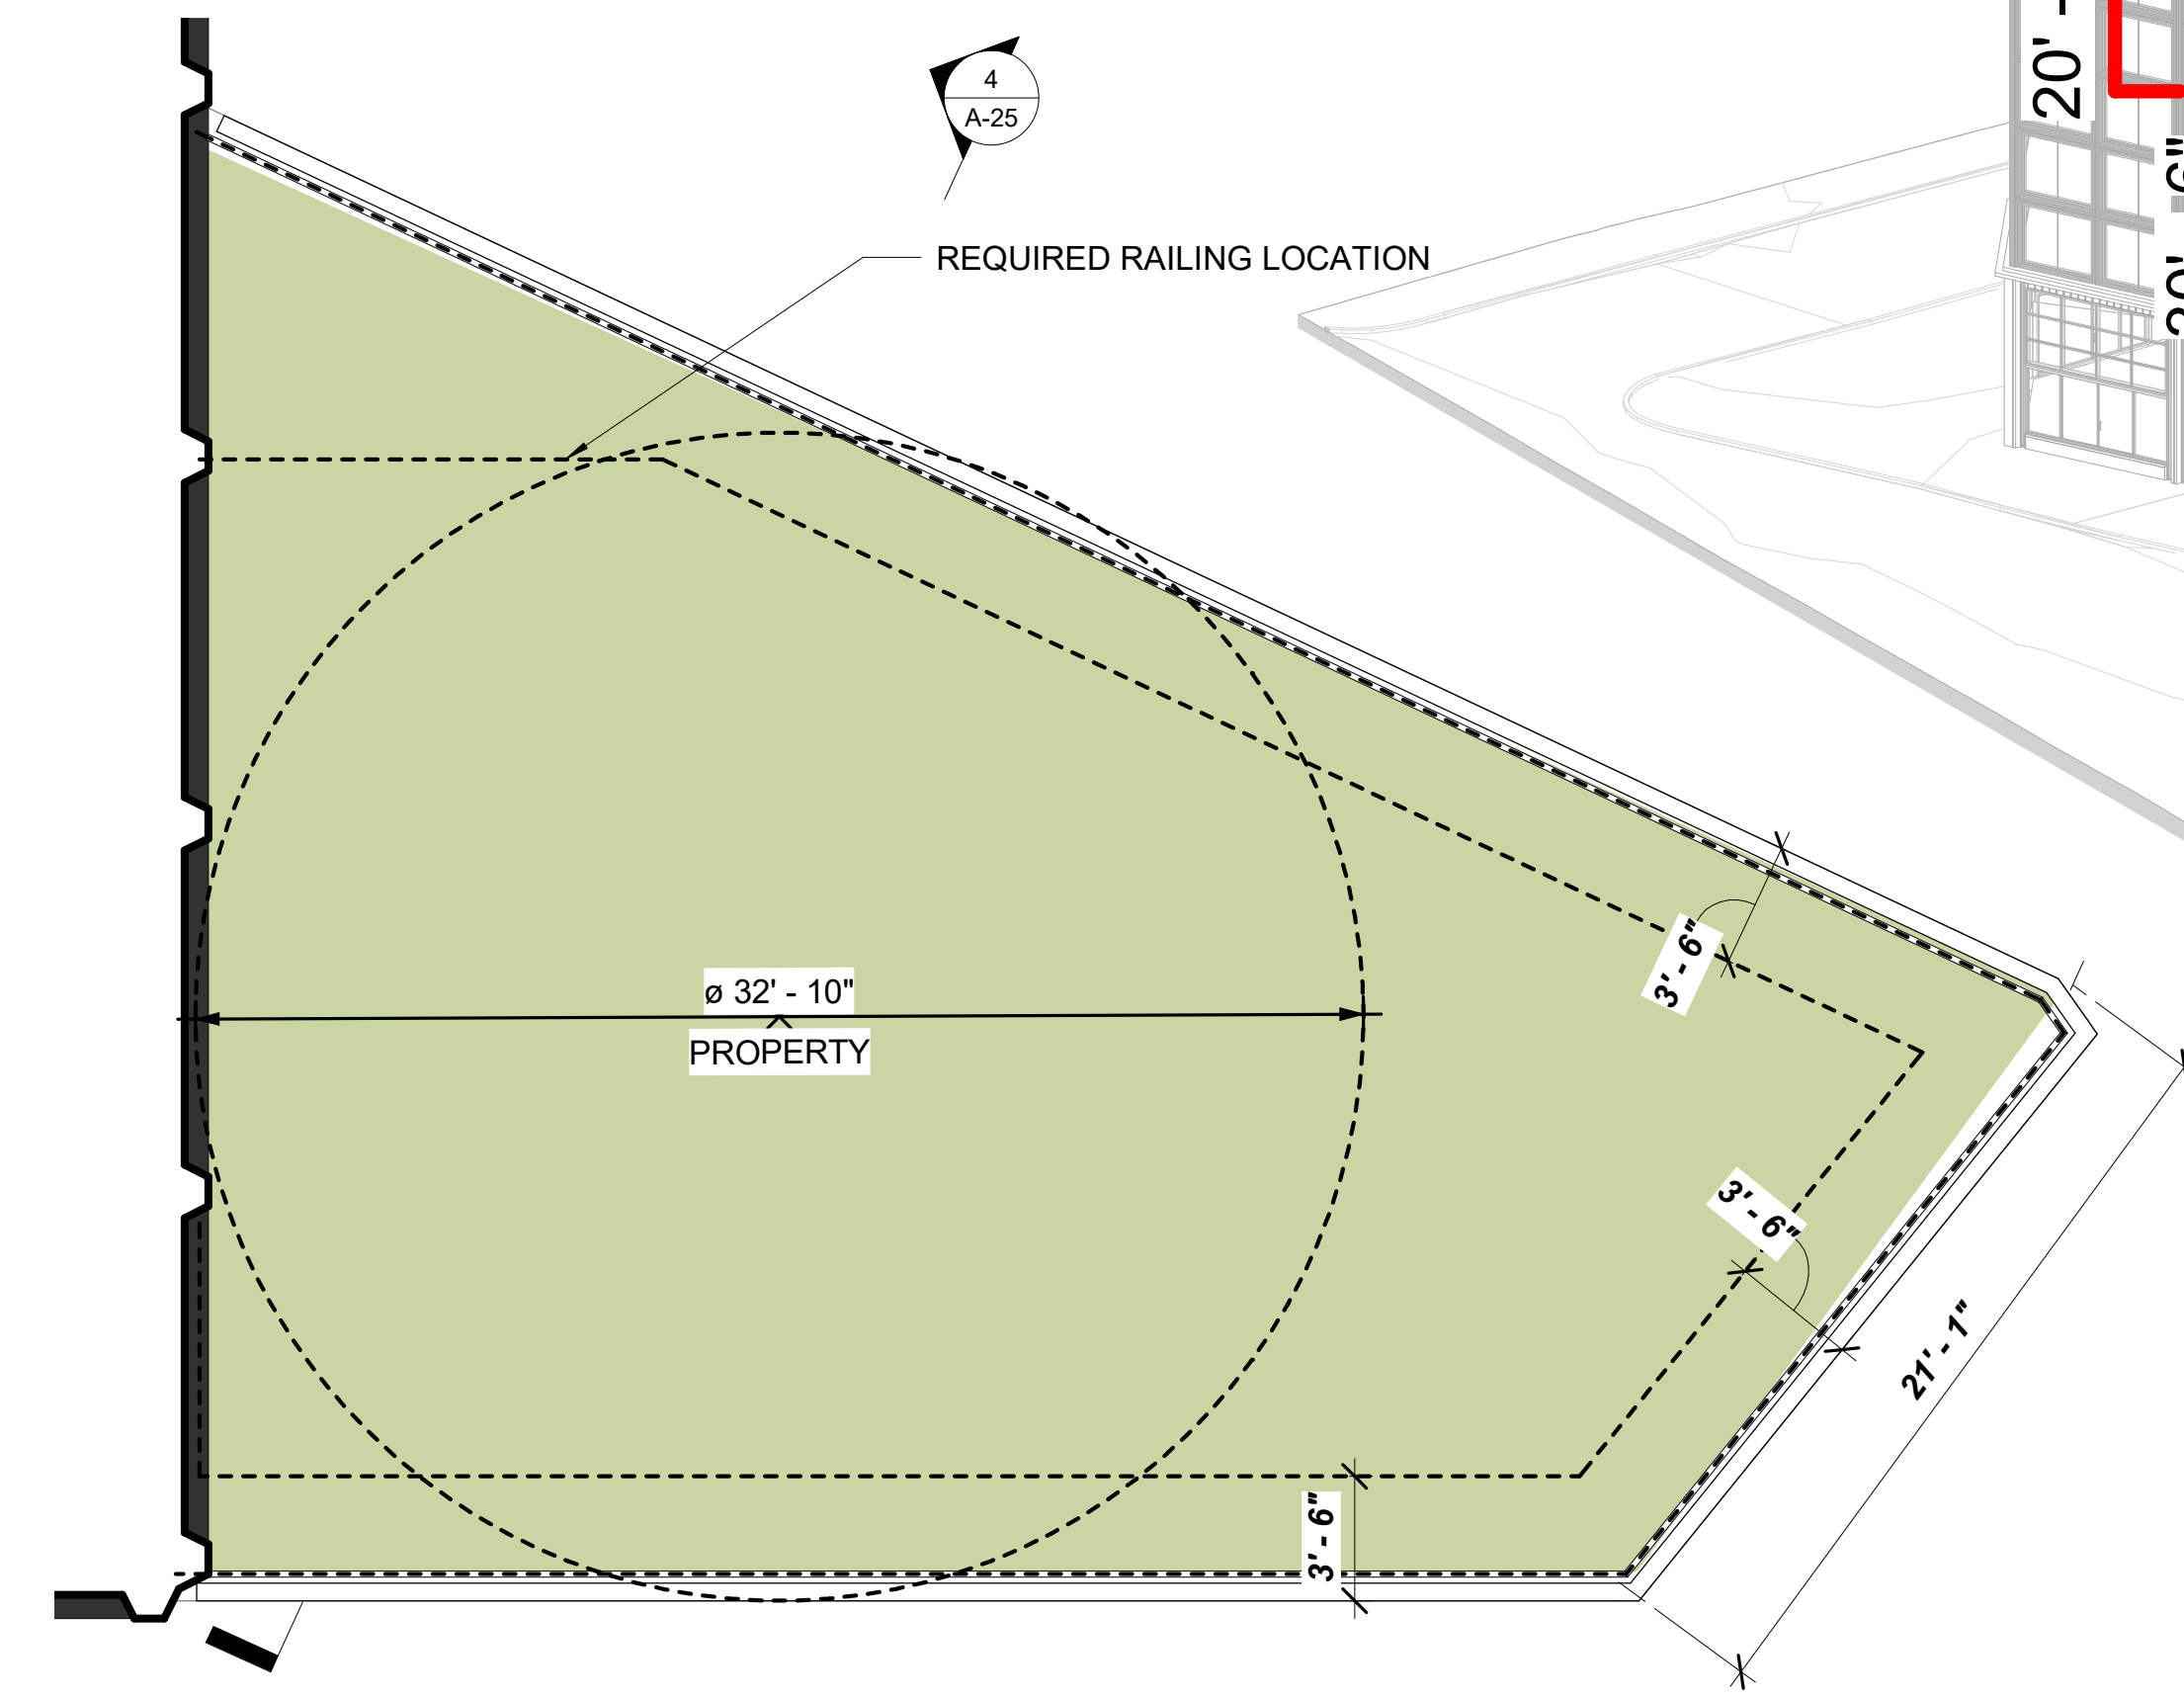 4
A-25
20' -
REQUIRED RAILING LOCATION
ø 32' - 10"
PROPERTY
3' - 6"
3' - 6"
21' - 1"
3' - 6"